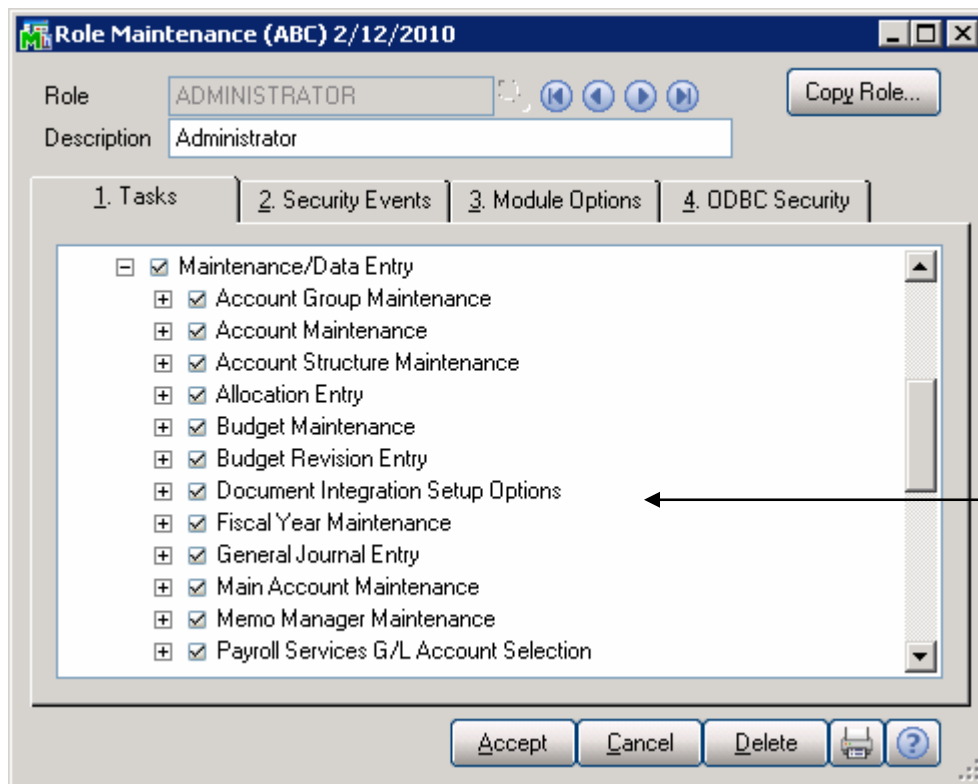 Role Maintenance (ABC) 2/12/2010
Role ADMINISTRATOR Copy Role...
Description Administrator
1. Tasks 2. Security Events 3. Module Options 4. ODBC Security
Maintenance/Data Entry
Account Group Maintenance
Account Maintenance
Account Structure Maintenance
Allocation Entry
Budget Maintenance
Budget Revision Entry
Document Integration Setup Options
Fiscal Year Maintenance
General Journal Entry
Main Account Maintenance
Memo Manager Maintenance
Payroll Services G/L Account Selection
Accept Cancel Delete ?